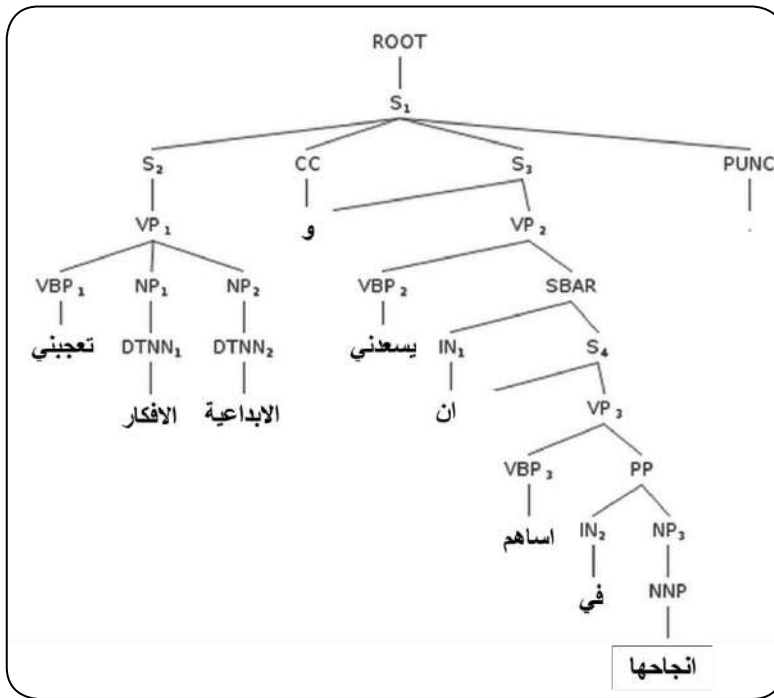 ROOT
S₁
S₂ CC S₃ PUNC
VP₁ و VP₂ .
VBP₁ NP₁ NP₂ VBP₂ SBAR
تعجبني DTNN₁ DTNN₂ يسعدني IN₁ S₄
الافكار الابداعية ان VP₃
VBP₃ PP
اساهم IN₂ NP₃
في NNP
انجاحها